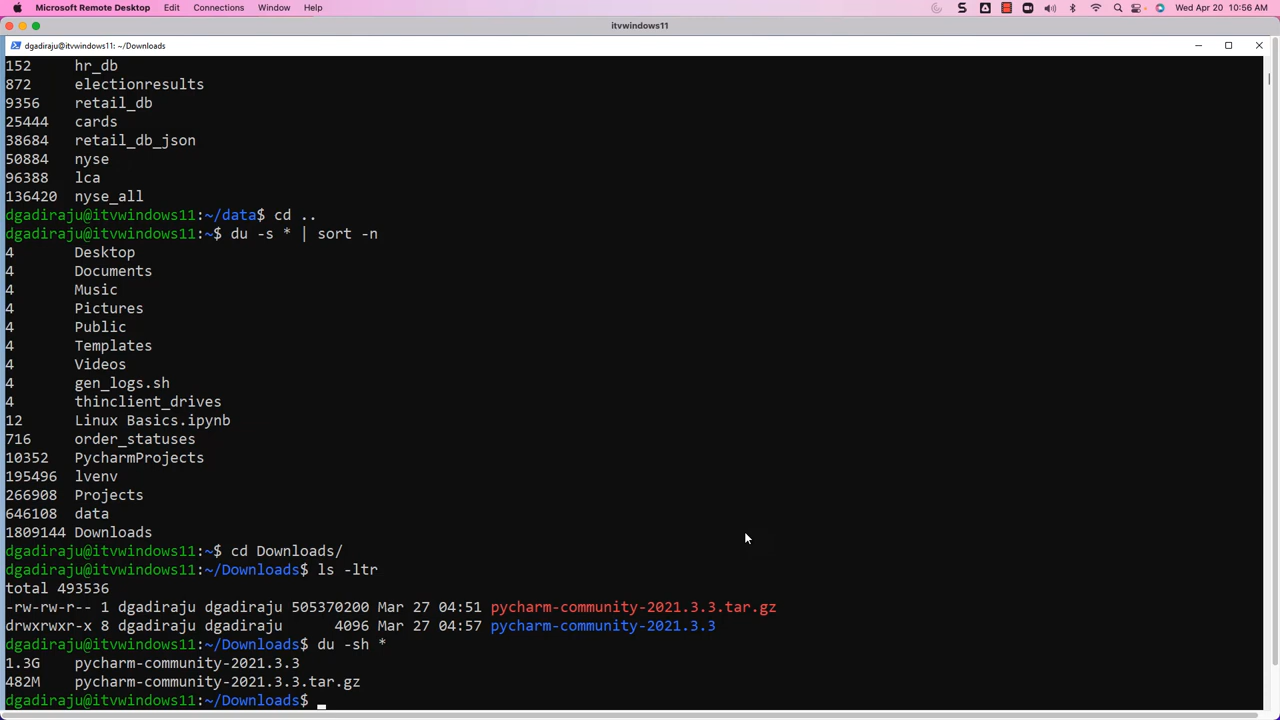 Microsoft Remote Desktop Edit Connections Window Help Wed Apr 20 10:56 AM
itvwindows11
dgadiraju@itvwindows11: ~/Downloads
152 hr_db
872 electionresults
9356 retail_db
25444 cards
38684 retail_db_json
50884 nyse
96388 lca
136420 nyse_all
dgadiraju@itvwindows11:~/data$ cd ..
dgadiraju@itvwindows11:~$ du -s * | sort -n
4 Desktop
4 Documents
4 Music
4 Pictures
4 Public
4 Templates
4 Videos
4 gen_logs.sh
4 thinclient_drives
12 Linux Basics.ipynb
716 order_statuses
10352 PycharmProjects
195496 lvenv
266908 Projects
646108 data
1809144 Downloads
dgadiraju@itvwindows11:~$ cd Downloads/
dgadiraju@itvwindows11:~/Downloads$ ls -ltr
total 493536
-rw-rw-r-- 1 dgadiraju dgadiraju 505370200 Mar 27 04:51 pycharm-community-2021.3.3.tar.gz
drwxrwxr-x 8 dgadiraju dgadiraju 4096 Mar 27 04:57 pycharm-community-2021.3.3
dgadiraju@itvwindows11:~/Downloads$ du -sh *
1.3G pycharm-community-2021.3.3
482M pycharm-community-2021.3.3.tar.gz
dgadiraju@itvwindows11:~/Downloads$